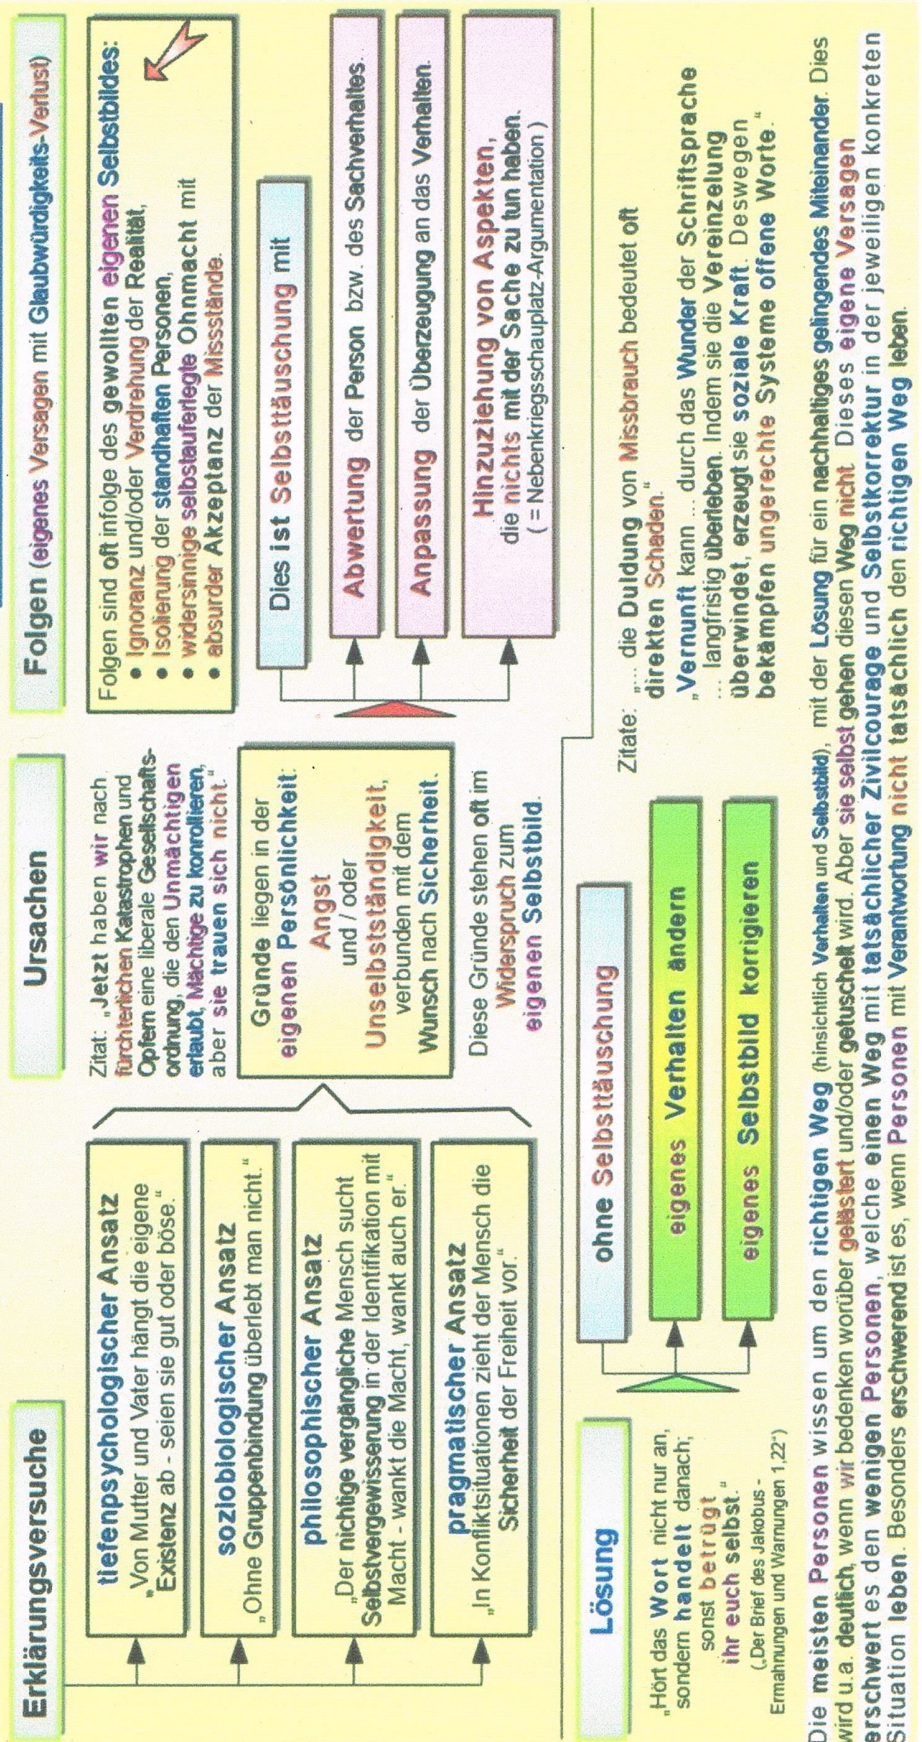 Erklärungsversuche
tiefenpsychologischer Ansatz
„Von Mutter und Vater hängt die eigene
Existenz ab - seien sie gut oder böse.“
soziobiologischer Ansatz
„Ohne Gruppenbindung überlebt man nicht.“
philosophischer Ansatz
„Der nichtige vergängliche Mensch sucht
Selbstvergewisserung in der Identifikation mit
Macht - wankt die Macht, wankt auch er.“
pragmatischer Ansatz
„In Konfliktsituationen zieht der Mensch die
Sicherheit der Freiheit vor.“
Ursachen
Zitat: „Jetzt haben wir nach
fürchterlichen Katastrophen und
Opfern eine liberale Gesellschafts-
ordnung, die den Unmächtigen
erlaubt, Mächtige zu kontrollieren,
aber sie trauen sich nicht.“
Gründe liegen in der
eigenen Persönlichkeit:
Angst
und / oder
Unselbstständigkeit,
verbunden mit dem
Wunsch nach Sicherheit.
Diese Gründe stehen oft im
Widerspruch zum
eigenen Selbstbild.
Folgen (eigenes Versagen mit Glaubwürdigkeits-Verlust)
Folgen sind oft infolge des gewollten eigenen Selbstbildes:
• Ignoranz und/oder Verdrehung der Realität,
• Isolierung der standhaften Personen,
• widersinnige selbstauferlegte Ohnmacht mit
• absurder Akzeptanz der Missstände.
Dies ist Selbsttäuschung mit
Abwertung der Person bzw. des Sachverhaltes.
Anpassung der Überzeugung an das Verhalten.
Hinzuziehung von Aspekten,
die nichts mit der Sache zu tun haben.
( = Nebenkriegsschauplatz-Argumentation )
Lösung
„Hört das Wort nicht nur an,
sondern handelt danach;
sonst betrügt
ihr euch selbst.“
(„Der Brief des Jakobus -
Ermahnungen und Warnungen 1,22“)
ohne Selbsttäuschung
eigenes Verhalten ändern
eigenes Selbstbild korrigieren
Zitate: „... die Duldung von Missbrauch bedeutet oft
direkten Schaden.“
„Vernunft kann ... durch das Wunder der Schriftsprache
... langfristig überleben. Indem sie die Vereinzelung
überwindet, erzeugt sie soziale Kraft. Deswegen
bekämpfen ungerechte Systeme offene Worte.“
Die meisten Personen wissen um den richtigen Weg (hinsichtlich Verhalten und Selbstbild), mit der Lösung für ein nachhaltiges gelingendes Miteinander. Dies
wird u.a. deutlich, wenn wir bedenken worüber gelästert und/oder getuschelt wird. Aber sie selbst gehen diesen Weg nicht. Dieses eigene Versagen
erschwert es den wenigen Personen, welche einen Weg mit tatsächlicher Zivilcourage und Selbstkorrektur in der jeweiligen konkreten
Situation leben. Besonders erschwerend ist es, wenn Personen mit Verantwortung nicht tatsächlich den richtigen Weg leben.